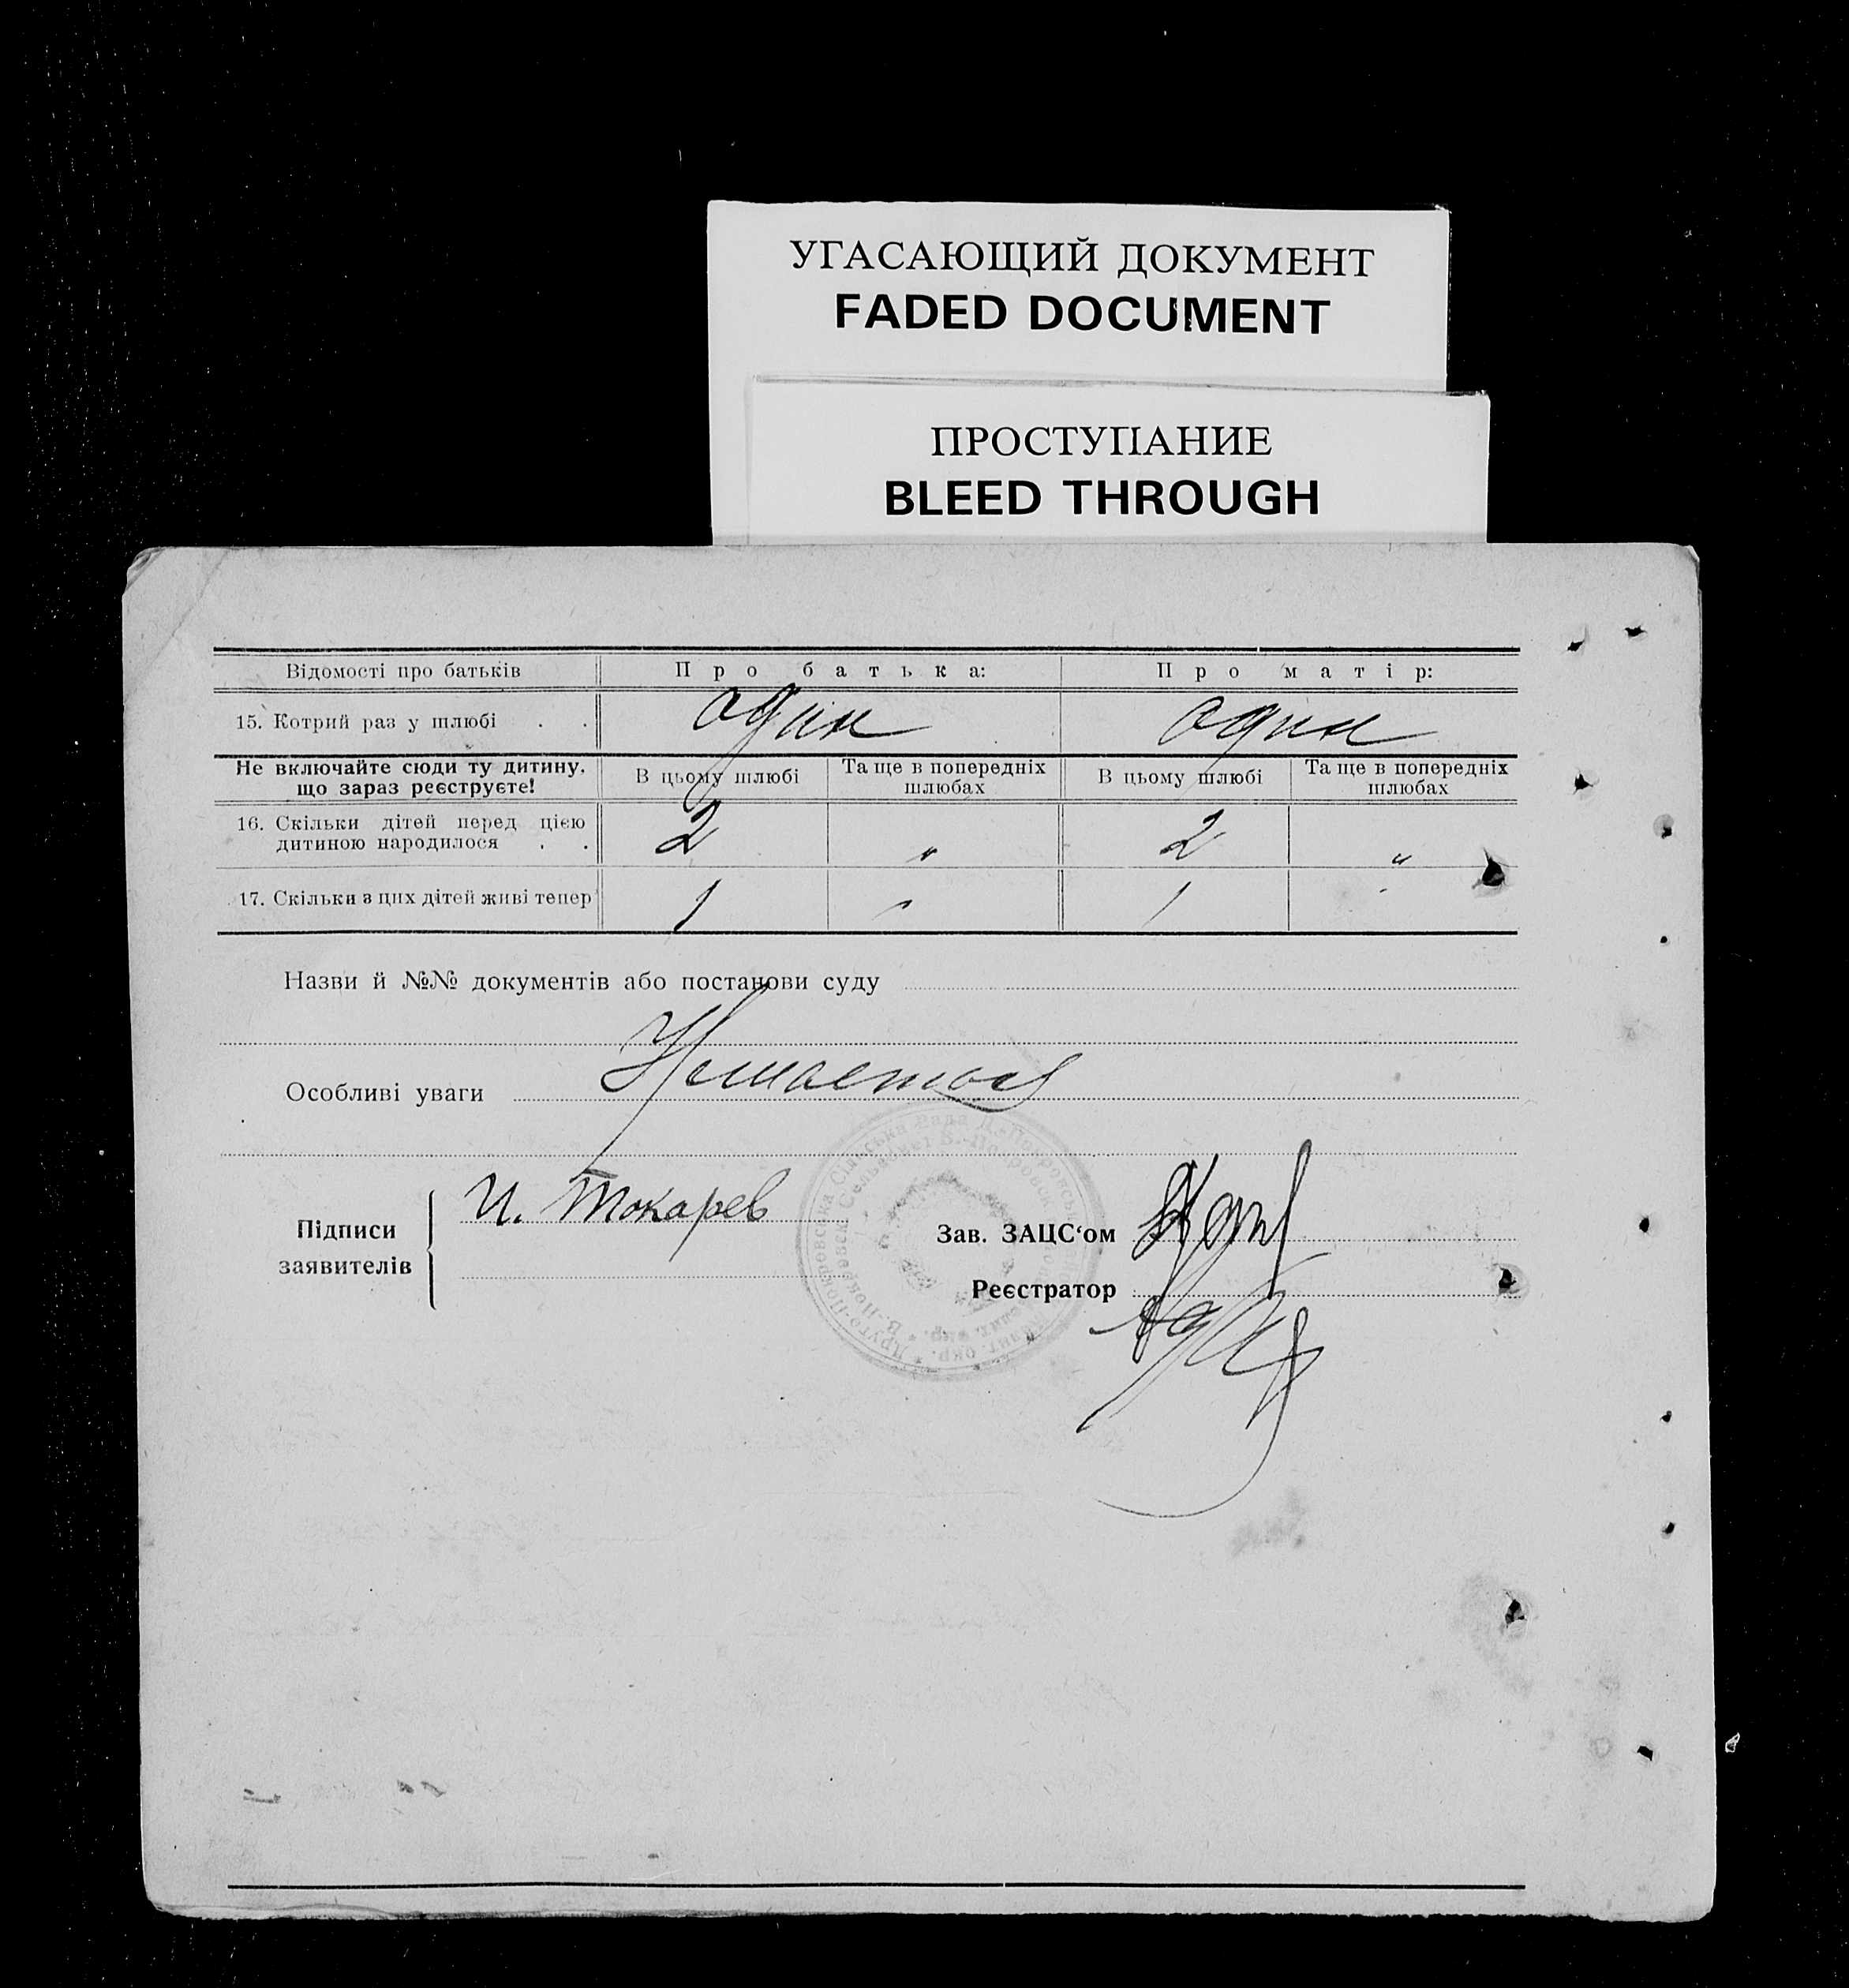 УГАСАЮЩИЙ ДОКУМЕНТ
FADED DOCUMENT
ПРОСТУПАНИЕ
BLEED THROUGH
Відомості про батьків Про батька: Про матір:
15. Котрий раз у шлюбі . . один один
Не включайте сюди ту дитину, що зараз реєструєте! В цьому шлюбі Та ще в попередніх шлюбах В цьому шлюбі Та ще в попередніх шлюбах
16. Скільки дітей перед цією
дитиною народилося . . 2 „ 2 „
17. Скільки з цих дітей живі тепер 1 „ 1
Назви й №№ документів або постанови суду
Особливі уваги
Підписи заявителів И. Токарев
Зав. ЗАЦС‘ом
Реєстратор